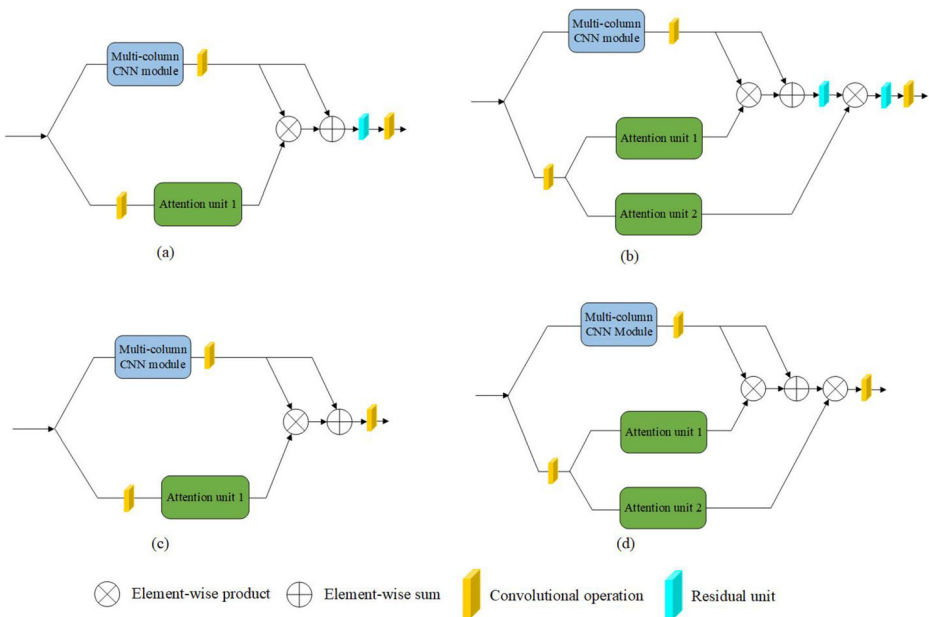 Multi-column
CNN module
Attention unit 1
(a)
Multi-column
CNN module
Attention unit 1
Attention unit 2
(b)
Multi-column
CNN module
Attention unit 1
(c)
Multi-column
CNN Module
Attention unit 1
Attention unit 2
(d)
Element-wise product
Element-wise sum
Convolutional operation
Residual unit